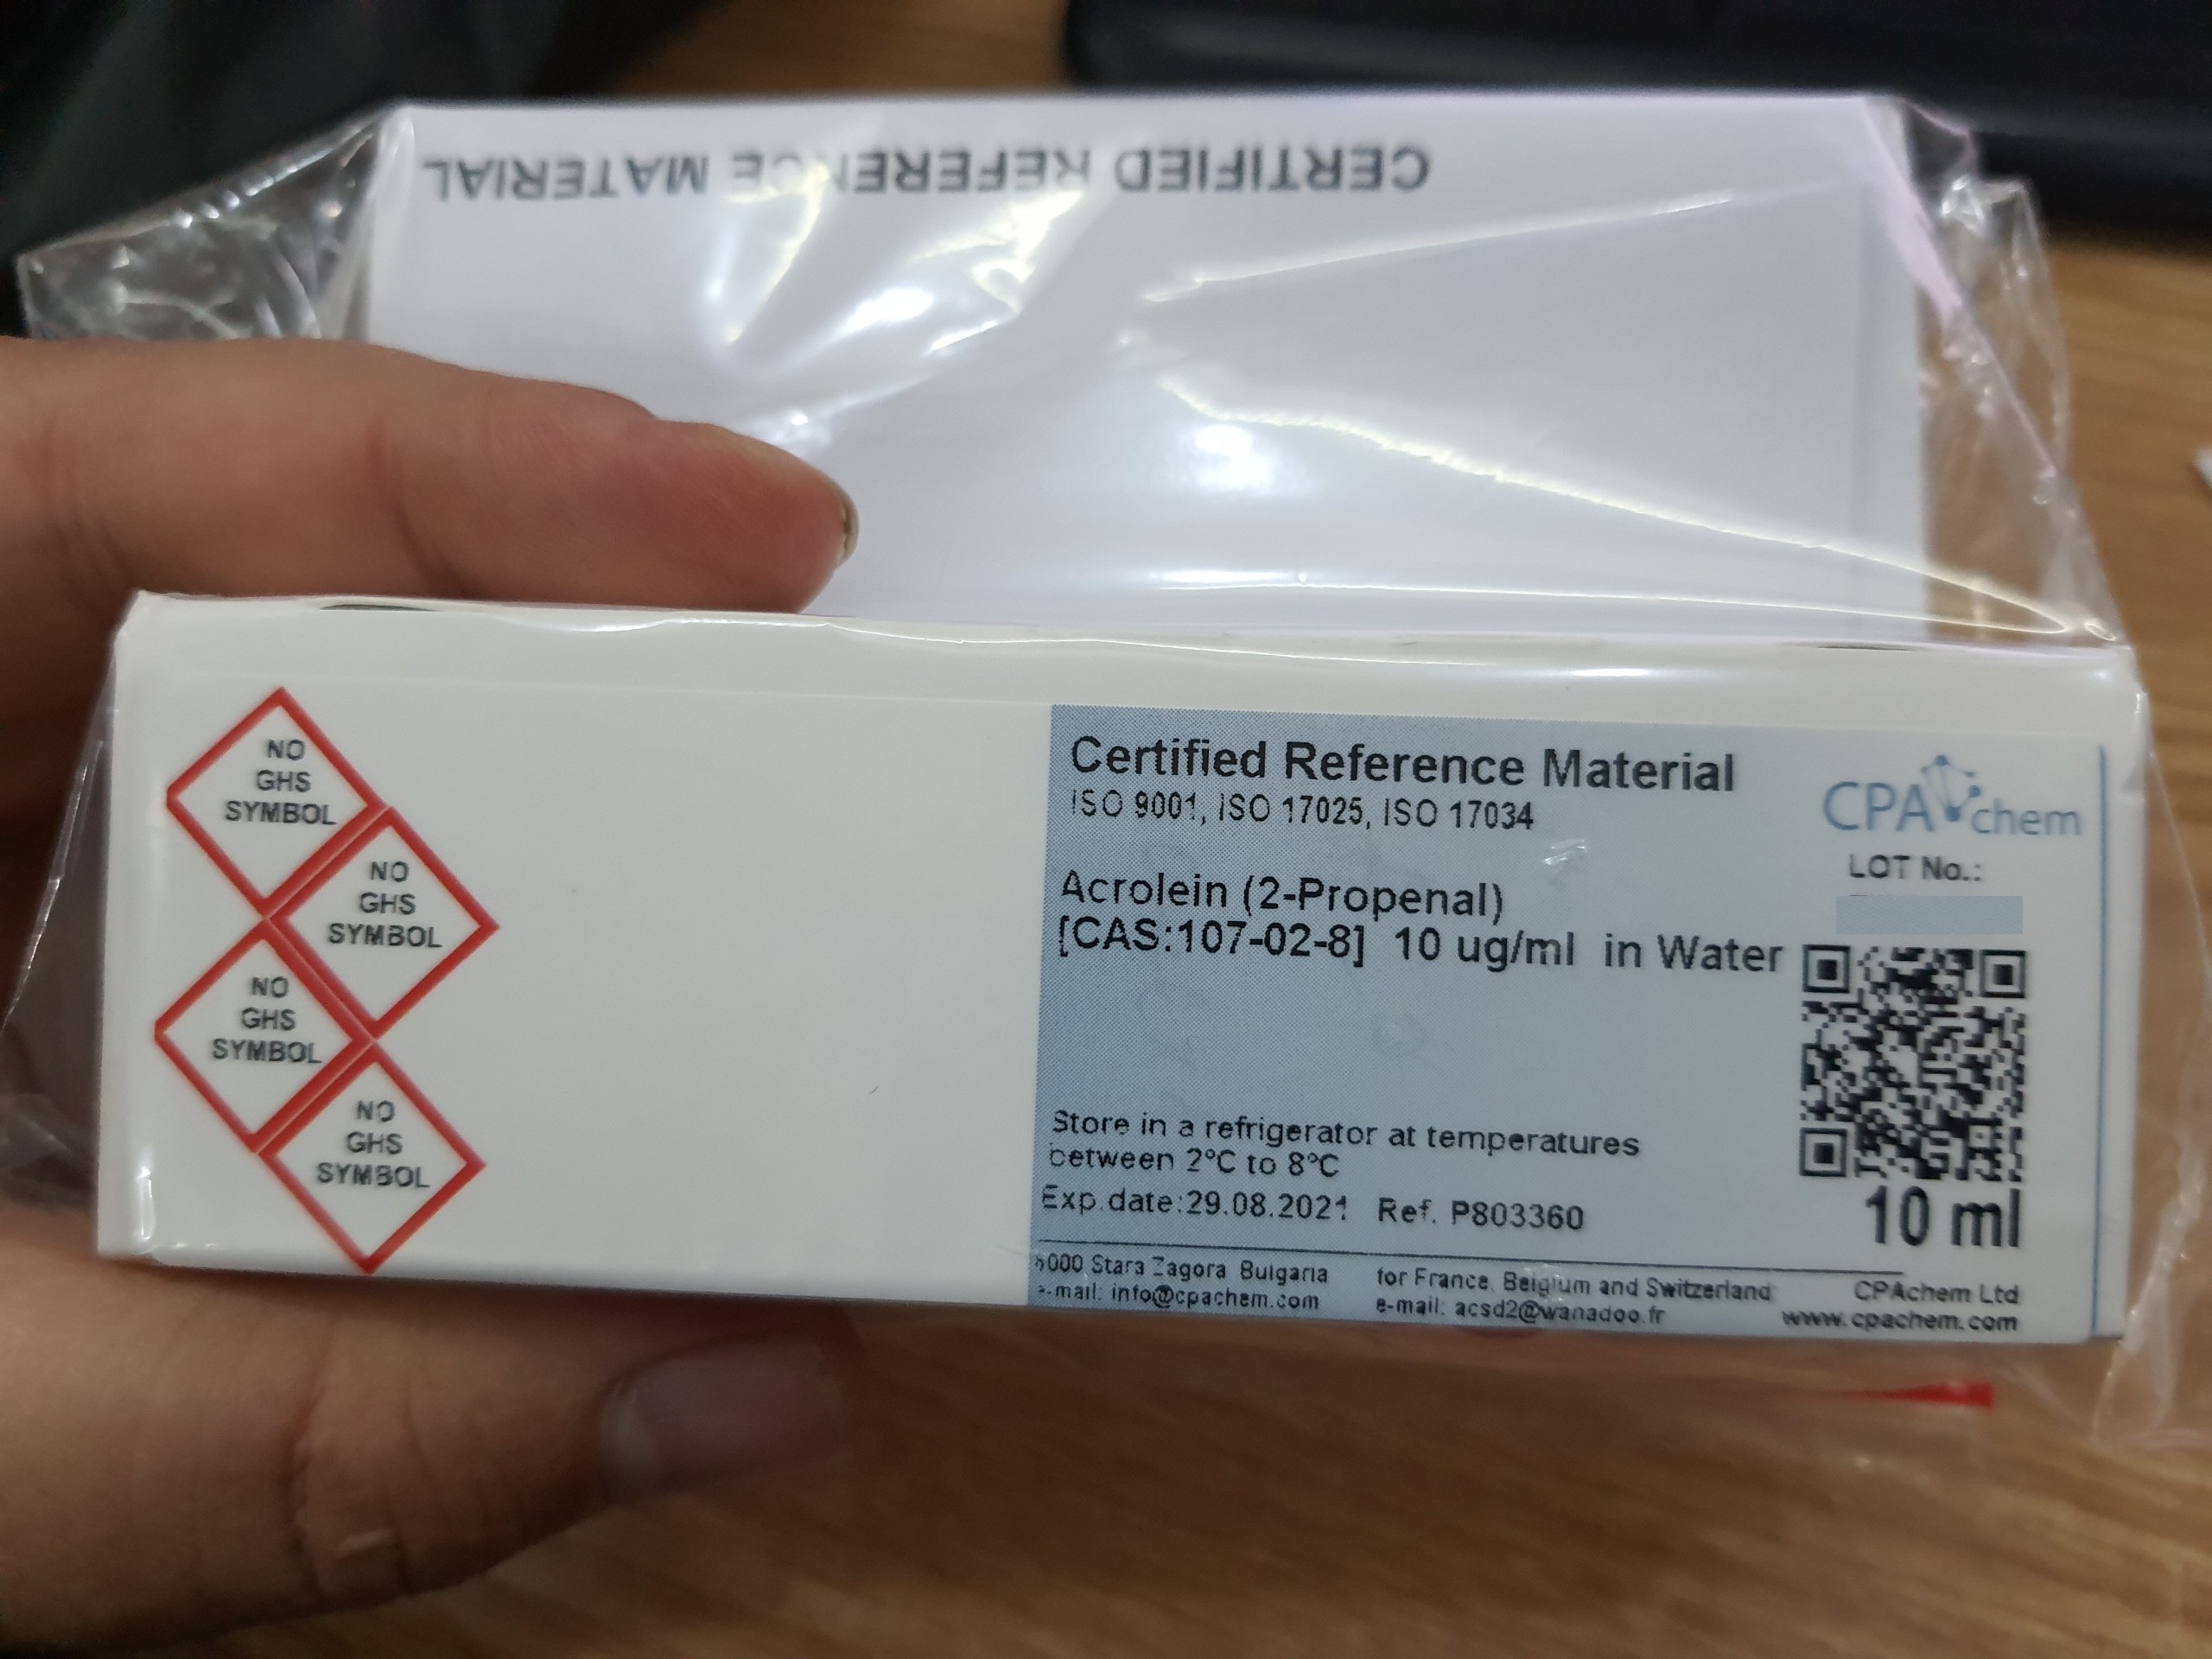 CERTIFIED REFERENCE MATERIAL
NO
GHS
SYMBOL
NO
GHS
SYMBOL
NO
GHS
SYMBOL
NO
GHS
SYMBOL
Certified Reference Material
ISO 9001, ISO 17025, ISO 17034
CPAchem
LOT No.:
Acrolein (2-Propenal)
[CAS:107-02-8] 10 ug/ml in Water
Store in a refrigerator at temperatures
between 2°C to 8°C
Exp.date:29.08.2021 Ref. P803360
10 ml
6000 Stara Zagora Bulgaria
e-mail: info@cpachem.com
for France, Belgium and Switzerland
e-mail: acsd2@wanadoo.fr
CPAchem Ltd
www.cpachem.com